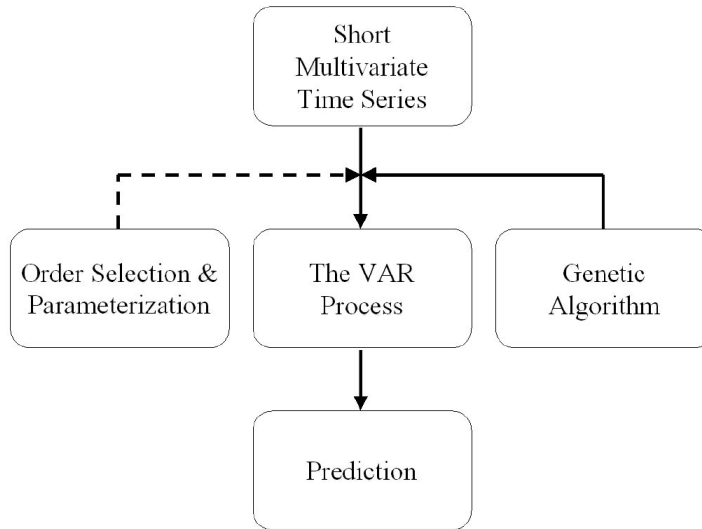 Short
Multivariate
Time Series
Order Selection &
Parameterization
The VAR
Process
Genetic
Algorithm
Prediction